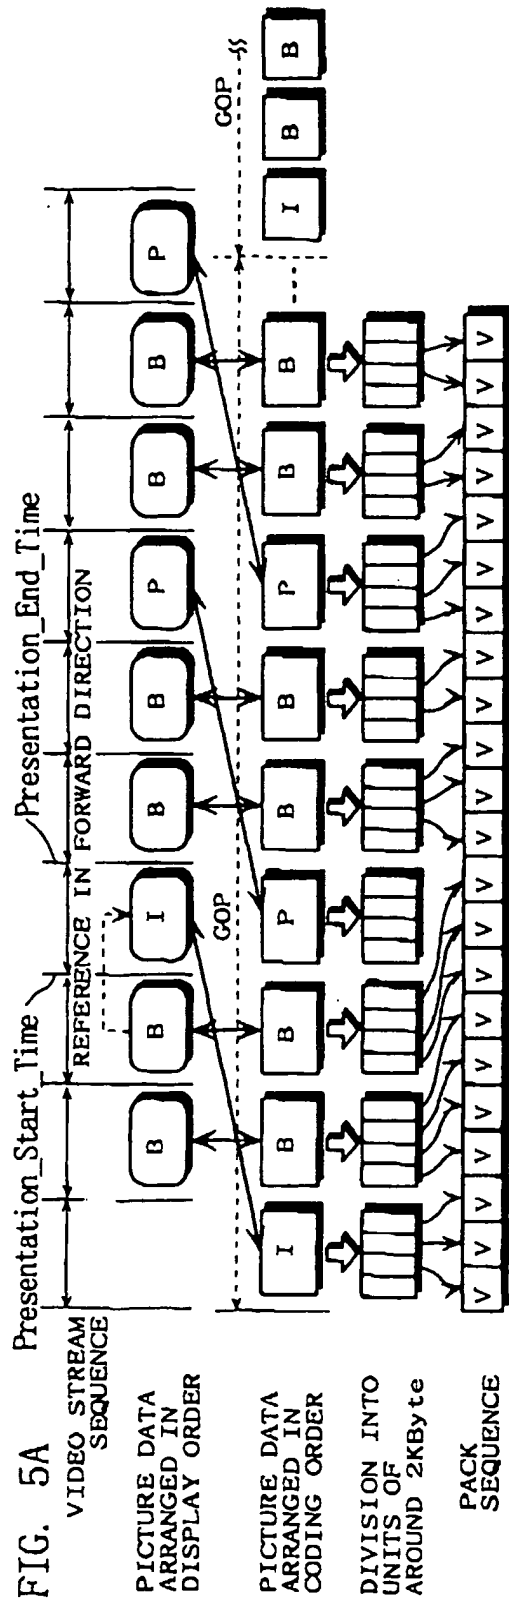 FIG. 5A
Presentation_Start_Time
Presentation_End_Time
VIDEO STREAM
SEQUENCE
REFERENCE IN FORWARD DIRECTION
PICTURE DATA
ARRANGED IN
DISPLAY ORDER
B B I B B P B B P
GOP GOP
PICTURE DATA
ARRANGED IN
CODING ORDER
I B B P B B P B B I B B
DIVISION INTO
UNITS OF
AROUND 2KByte
PACK
SEQUENCE
V V V V V V V V V V V V V V V V V V V V V V